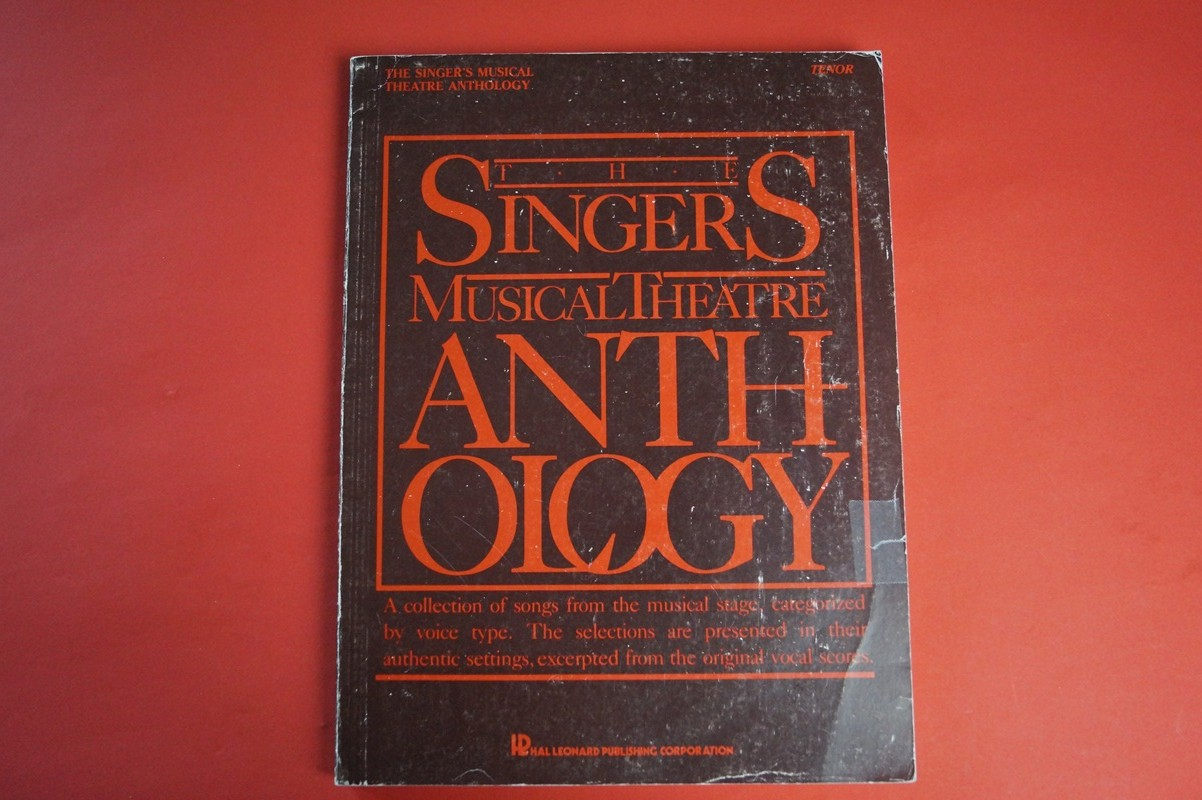 THE SINGER'S MUSICAL
THEATRE ANTHOLOGY
TENOR
T · H · E
SINGERS
MUSICAL THEATRE
ANTH
OLOGY
A collection of songs from the musical stage, categorized
by voice type. The selections are presented in their
authentic settings, excerpted from the original vocal scores.
HL HAL LEONARD PUBLISHING CORPORATION